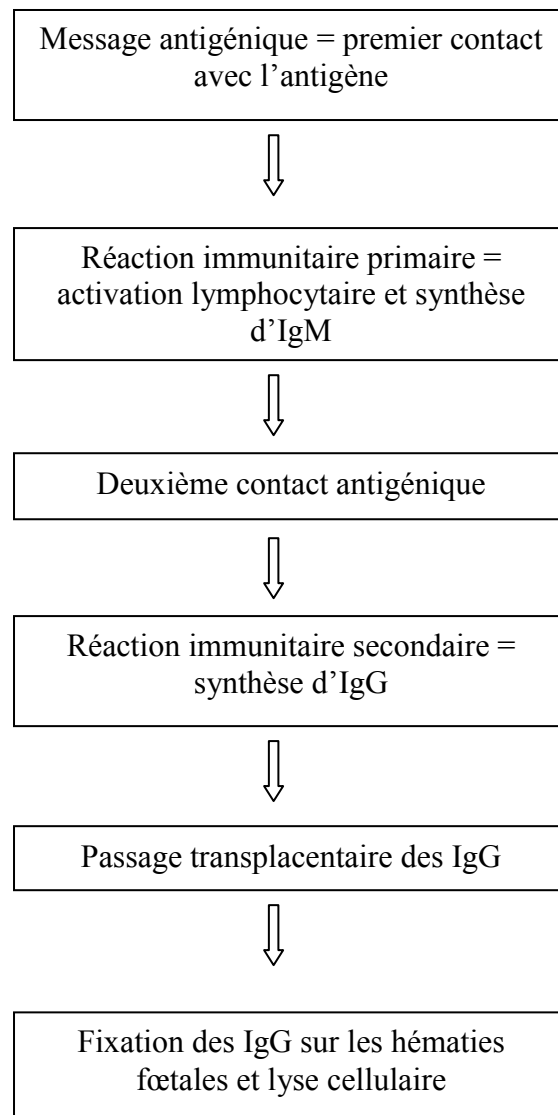 Message antigénique = premier contact
avec l’antigène
Réaction immunitaire primaire =
activation lymphocytaire et synthèse
d’IgM
Deuxième contact antigénique
Réaction immunitaire secondaire =
synthèse d’IgG
Passage transplacentaire des IgG
Fixation des IgG sur les hématies
fœtales et lyse cellulaire